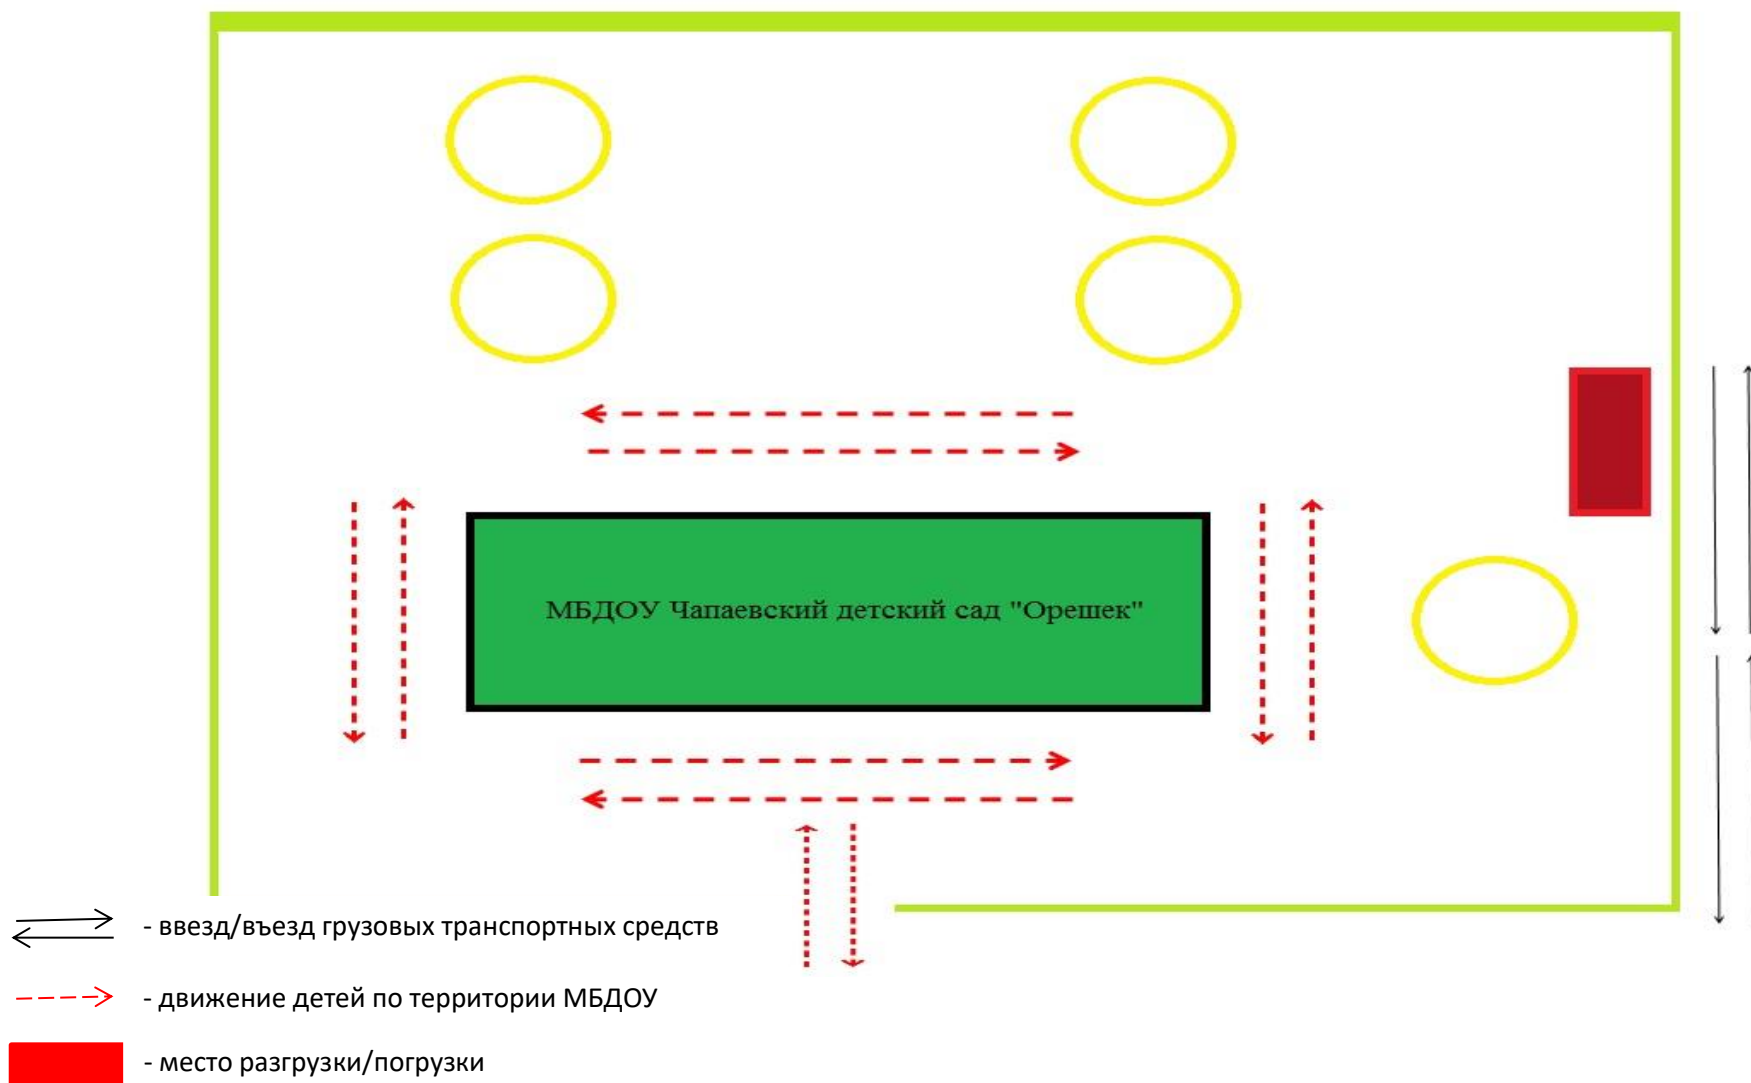 МБДОУ Чапаевский детский сад "Орешек"
- ввезд/въезд грузовых транспортных средств
- движение детей по территории МБДОУ
- место разгрузки/погрузки